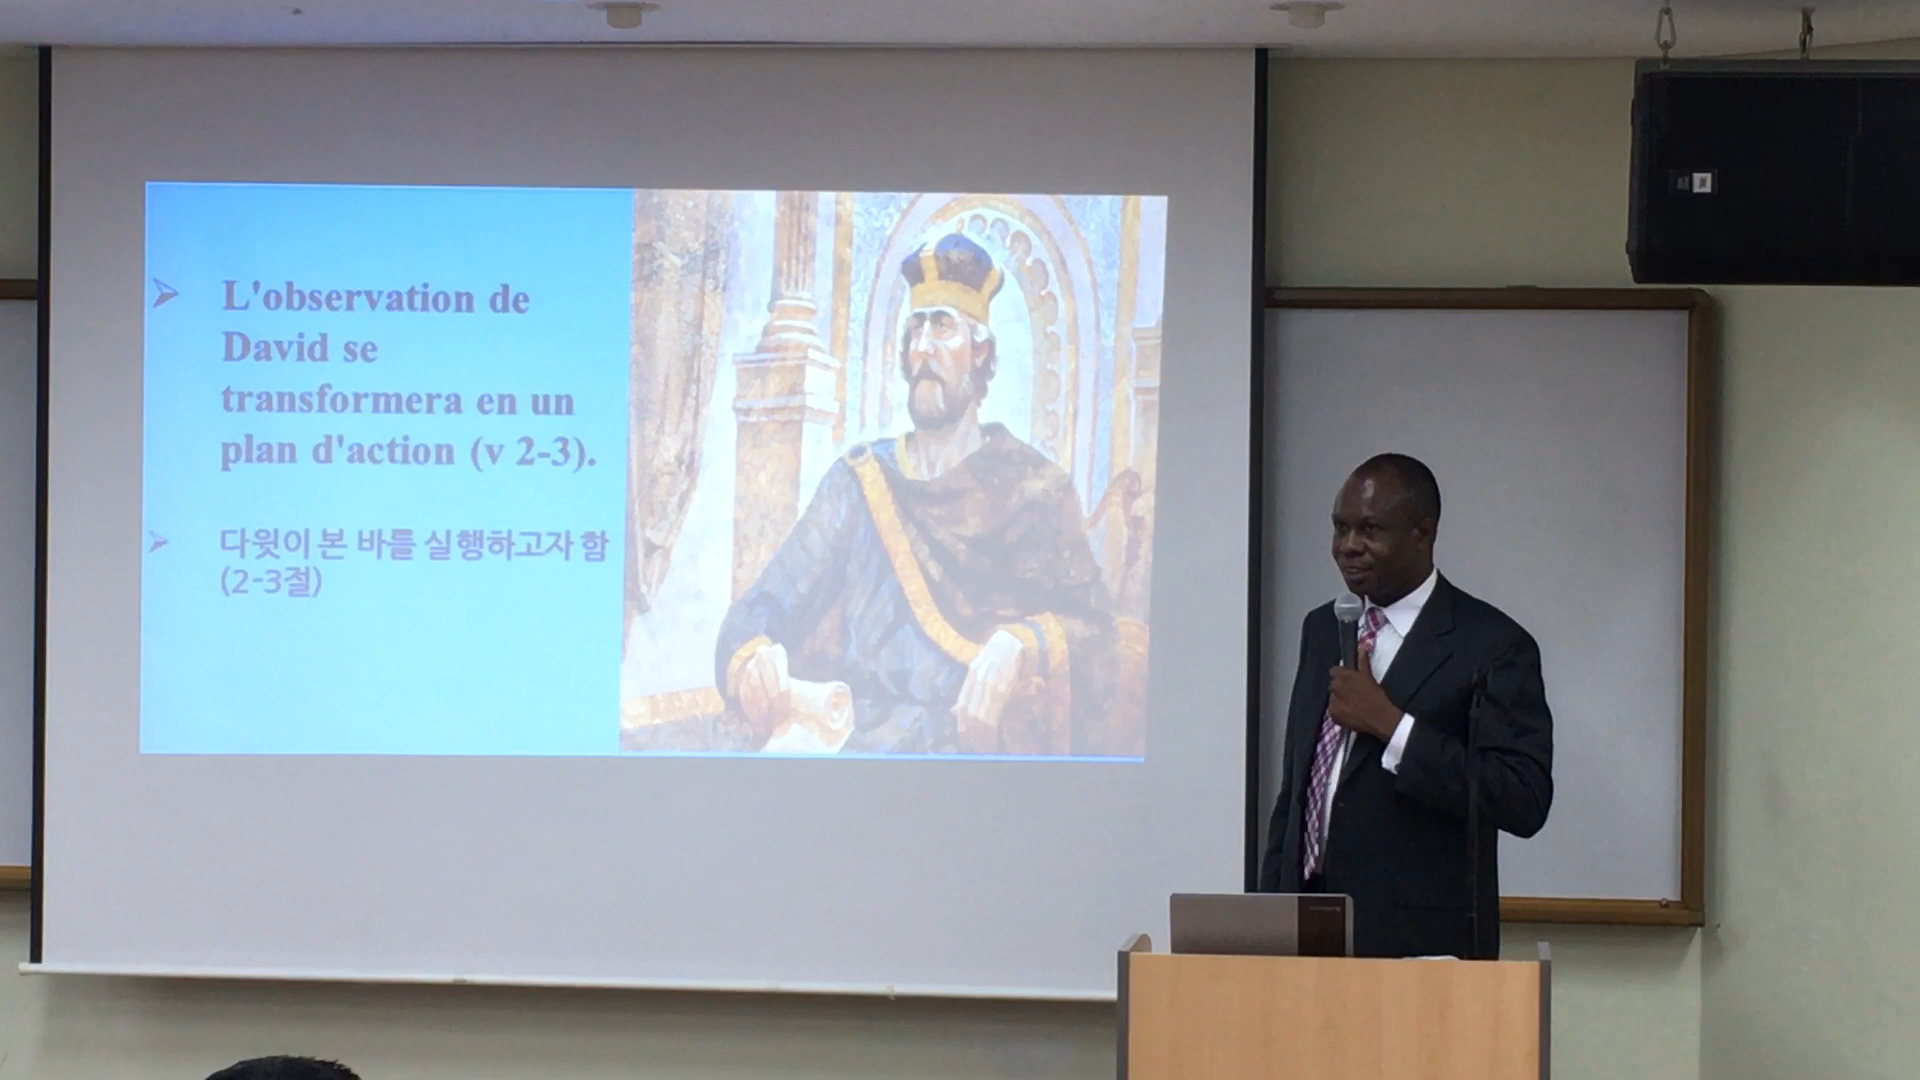 L'observation de
David se
transformera en un
plan d'action (v 2-3).
다윗이 본 바를 실행하고자 함
(2-3절)